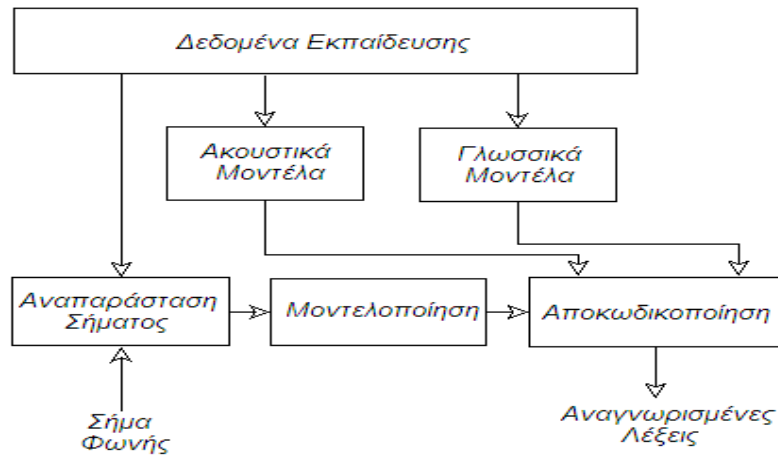 Δεδομένα Εκπαίδευσης
Ακουστικά
Μοντέλα
Γλωσσικά
Μοντέλα
Αναπαράσταση
Σήματος
Μοντελοποίηση
Αποκωδικοποίηση
Σήμα
Φωνής
Αναγνωρισμένες
Λέξεις